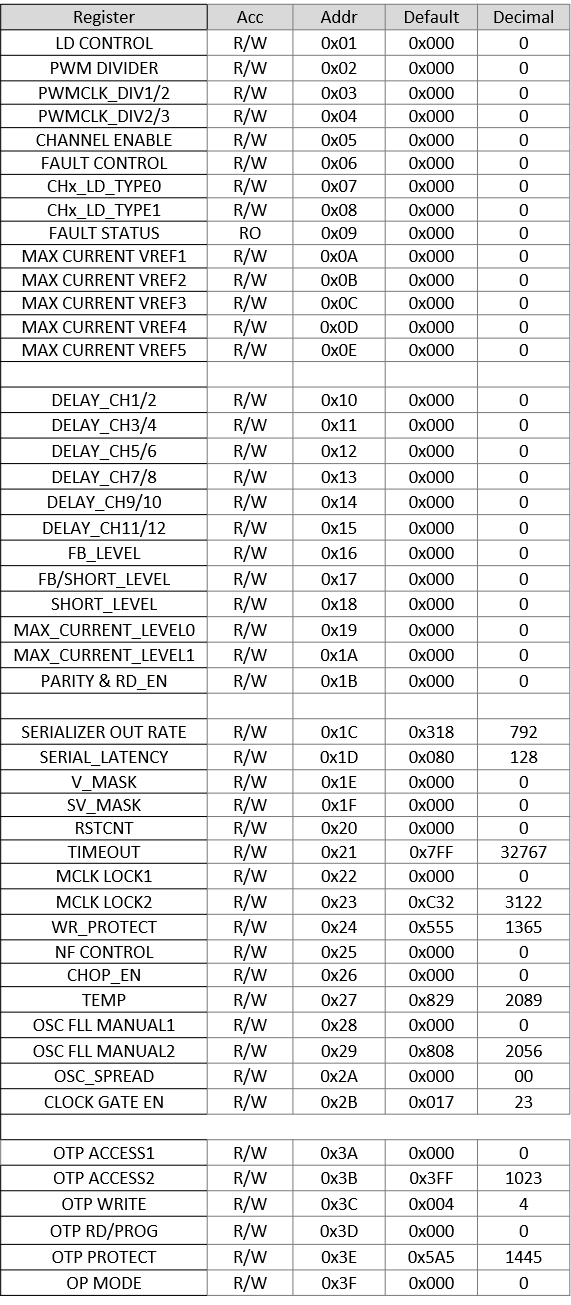 Register Acc Addr Default Decimal
LD CONTROL R/W 0x01 0x000 0
PWM DIVIDER R/W 0x02 0x000 0
PWMCLK_DIV1/2 R/W 0x03 0x000 0
PWMCLK_DIV2/3 R/W 0x04 0x000 0
CHANNEL ENABLE R/W 0x05 0x000 0
FAULT CONTROL R/W 0x06 0x000 0
CHx_LD_TYPE0 R/W 0x07 0x000 0
CHx_LD_TYPE1 R/W 0x08 0x000 0
FAULT STATUS RO 0x09 0x000 0
MAX CURRENT VREF1 R/W 0x0A 0x000 0
MAX CURRENT VREF2 R/W 0x0B 0x000 0
MAX CURRENT VREF3 R/W 0x0C 0x000 0
MAX CURRENT VREF4 R/W 0x0D 0x000 0
MAX CURRENT VREF5 R/W 0x0E 0x000 0
DELAY_CH1/2 R/W 0x10 0x000 0
DELAY_CH3/4 R/W 0x11 0x000 0
DELAY_CH5/6 R/W 0x12 0x000 0
DELAY_CH7/8 R/W 0x13 0x000 0
DELAY_CH9/10 R/W 0x14 0x000 0
DELAY_CH11/12 R/W 0x15 0x000 0
FB_LEVEL R/W 0x16 0x000 0
FB/SHORT_LEVEL R/W 0x17 0x000 0
SHORT_LEVEL R/W 0x18 0x000 0
MAX_CURRENT_LEVEL0 R/W 0x19 0x000 0
MAX_CURRENT_LEVEL1 R/W 0x1A 0x000 0
PARITY & RD_EN R/W 0x1B 0x000 0
SERIALIZER OUT RATE R/W 0x1C 0x318 792
SERIAL_LATENCY R/W 0x1D 0x080 128
V_MASK R/W 0x1E 0x000 0
SV_MASK R/W 0x1F 0x000 0
RSTCNT R/W 0x20 0x000 0
TIMEOUT R/W 0x21 0x7FF 32767
MCLK LOCK1 R/W 0x22 0x000 0
MCLK LOCK2 R/W 0x23 0xC32 3122
WR_PROTECT R/W 0x24 0x555 1365
NF CONTROL R/W 0x25 0x000 0
CHOP_EN R/W 0x26 0x000 0
TEMP R/W 0x27 0x829 2089
OSC FLL MANUAL1 R/W 0x28 0x000 0
OSC FLL MANUAL2 R/W 0x29 0x808 2056
OSC_SPREAD R/W 0x2A 0x000 00
CLOCK GATE EN R/W 0x2B 0x017 23
OTP ACCESS1 R/W 0x3A 0x000 0
OTP ACCESS2 R/W 0x3B 0x3FF 1023
OTP WRITE R/W 0x3C 0x004 4
OTP RD/PROG R/W 0x3D 0x000 0
OTP PROTECT R/W 0x3E 0x5A5 1445
OP MODE R/W 0x3F 0x000 0